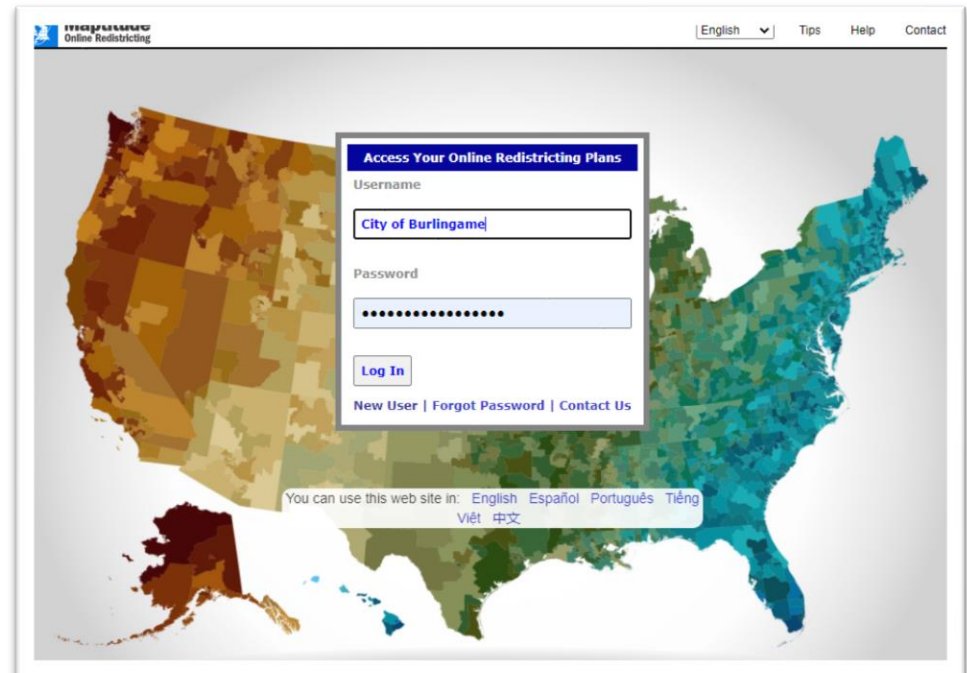 Maptitude
Online Redistricting
English Tips Help Contact
Access Your Online Redistricting Plans
Username
City of Burlingame
Password
•••••••••••••••••
Log In
New User | Forgot Password | Contact Us
You can use this web site in: English Español Português Tiếng
Việt 中文